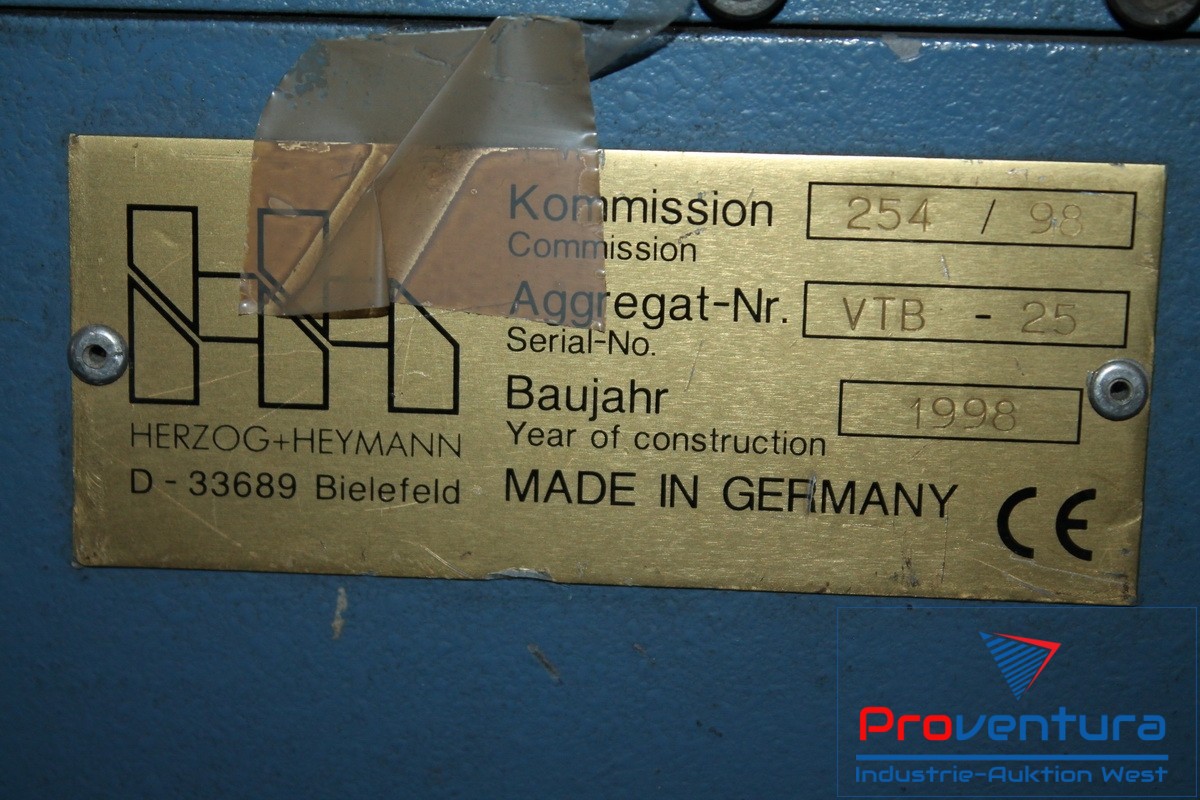 Kommission 254 / 98
Commission
Aggregat-Nr. VTB - 25
Serial-No.
Baujahr 1998
Year of construction
HERZOG+HEYMANN
D - 33689 Bielefeld
MADE IN GERMANY CE
Proventura
Industrie-Auktion West